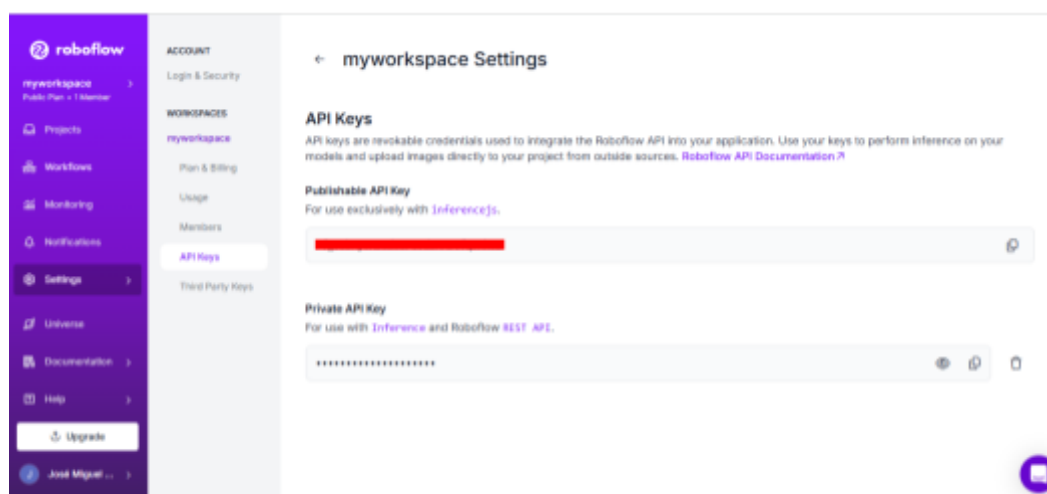 roboflow
myworkspace
Public Plan • 1 Member
Projects
Workflows
Monitoring
Notifications
Settings
Universe
Documentation
Help
Upgrade
José Miguel ...
ACCOUNT
Login & Security
WORKSPACES
myworkspace
Plan & Billing
Usage
Members
API Keys
Third Party Keys
← myworkspace Settings
API Keys
API keys are revokable credentials used to integrate the Roboflow API into your application. Use your keys to perform inference on your
models and upload images directly to your project from outside sources. Roboflow API Documentation
Publishable API Key
For use exclusively with inferencejs.
Private API Key
For use with Inference and Roboflow REST API.